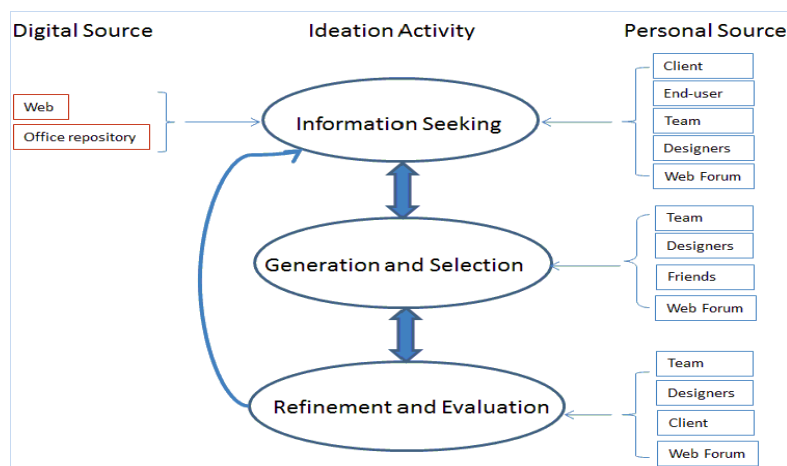 Digital Source
Ideation Activity
Personal Source
Web
Office repository
Information Seeking
Client
End-user
Team
Designers
Web Forum
Generation and Selection
Team
Designers
Friends
Web Forum
Refinement and Evaluation
Team
Designers
Client
Web Forum